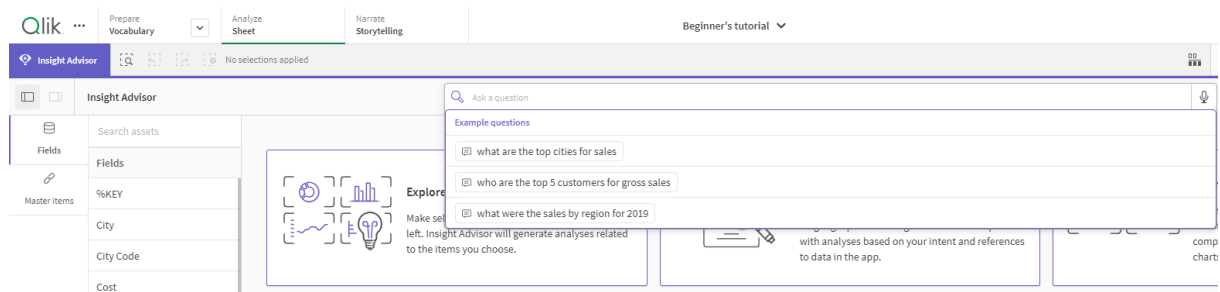 Qlik
Prepare
Vocabulary
Analyze
Sheet
Narrate
Storytelling
Beginner's tutorial
Insight Advisor
No selections applied
Insight Advisor
Ask a question
Fields
Master items
Search assets
Fields
%KEY
City
City Code
Cost
Example questions
what are the top cities for sales
who are the top 5 customers for gross sales
what were the sales by region for 2019
Explore
Make sel
left. Insight Advisor will generate analyses related
to the items you choose.
with analyses based on your intent and references
to data in the app.
comp
charts